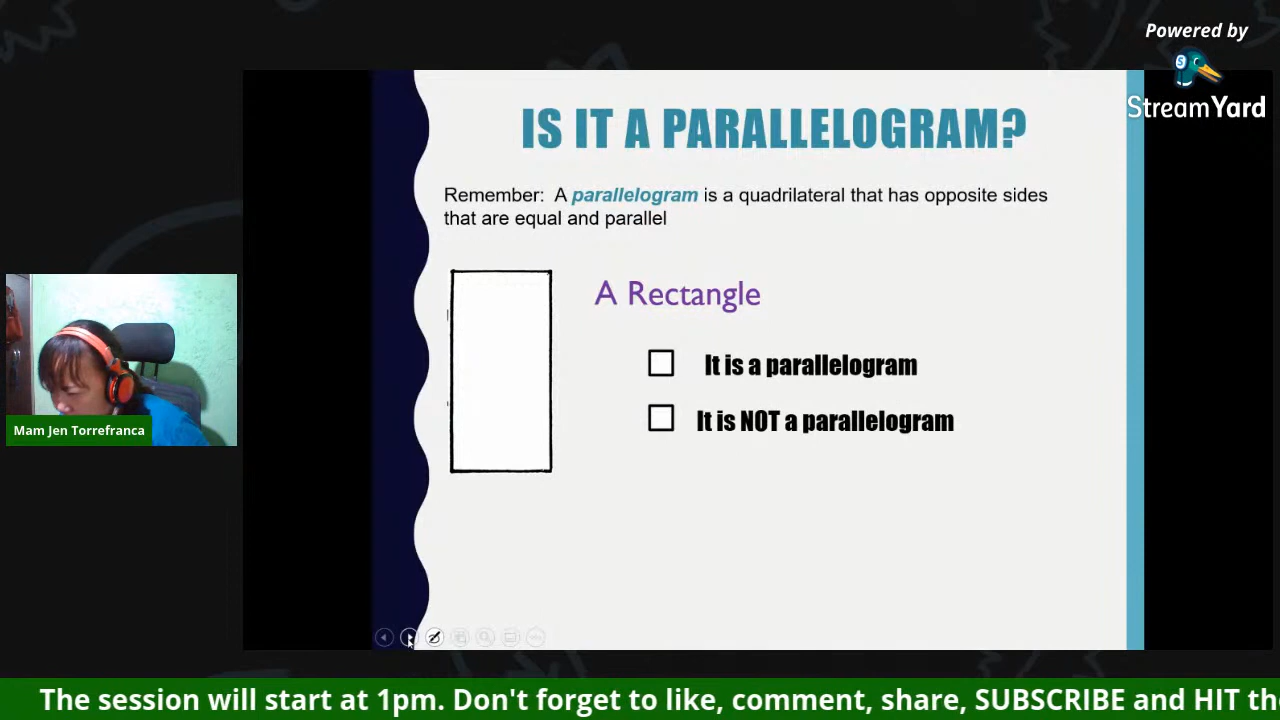 Powered by
StreamYard
IS IT A PARALLELOGRAM?
Remember: A parallelogram is a quadrilateral that has opposite sides
that are equal and parallel
A Rectangle
It is a parallelogram
It is NOT a parallelogram
Mam Jen Torrefranca
The session will start at 1pm. Don't forget to like, comment, share, SUBSCRIBE and HIT th